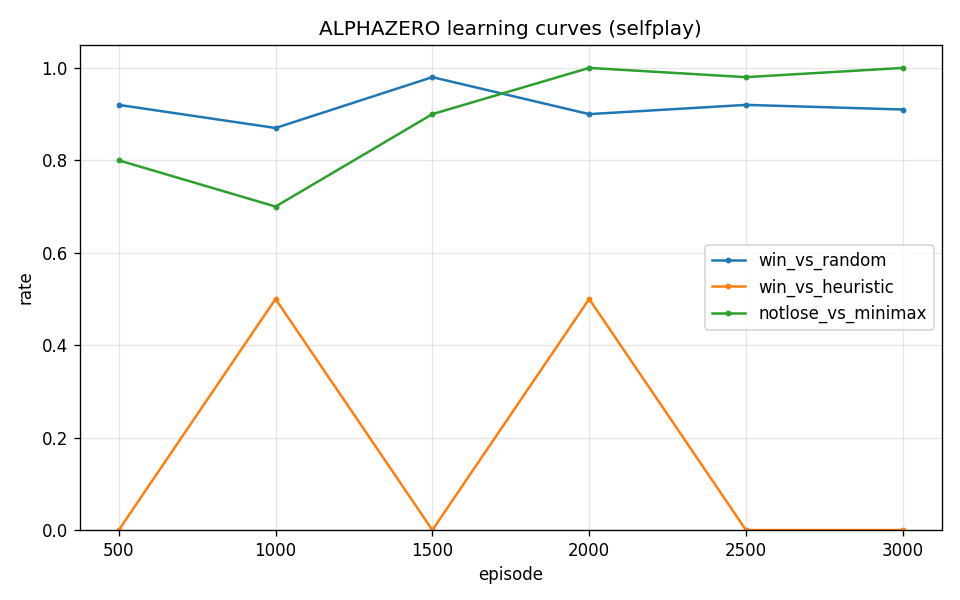 ALPHAZERO learning curves (selfplay)
1.0
0.8
0.6
0.4
0.2
0.0
rate
win_vs_random
win_vs_heuristic
notlose_vs_minimax
500 1000 1500 2000 2500 3000
episode